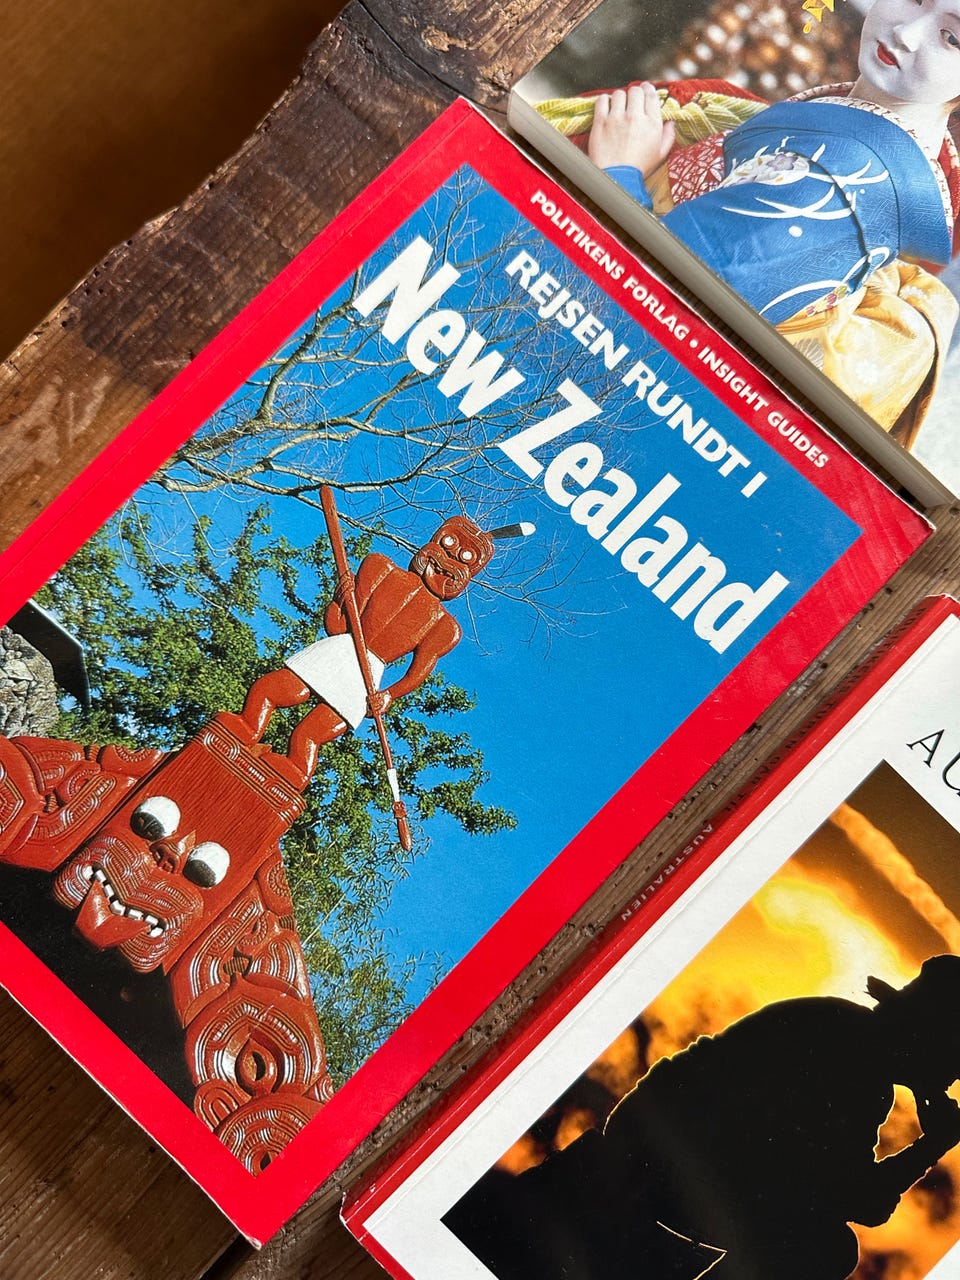 POLITIKENS FORLAG • INSIGHT GUIDES
REJSEN RUNDT I
New Zealand
AUSTRALIEN